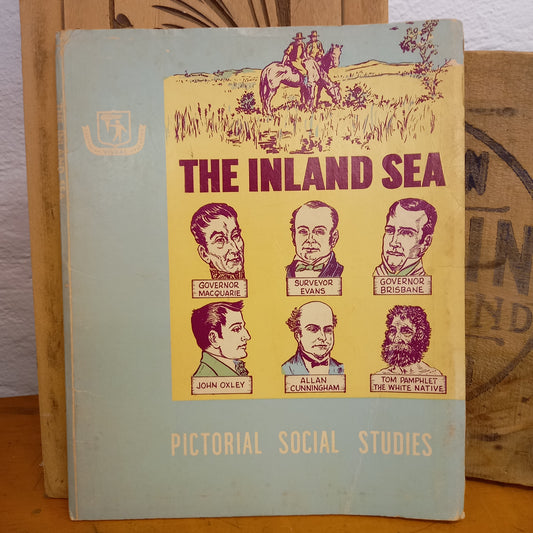 THE INLAND SEA
GOVERNOR
MACQUARIE
SURVEYOR
EVANS
GOVERNOR
BRISBANE
JOHN OXLEY
ALLAN
CUNNINGHAM
TOM PAMPHLET
THE WHITE NATIVE
PICTORIAL SOCIAL STUDIES